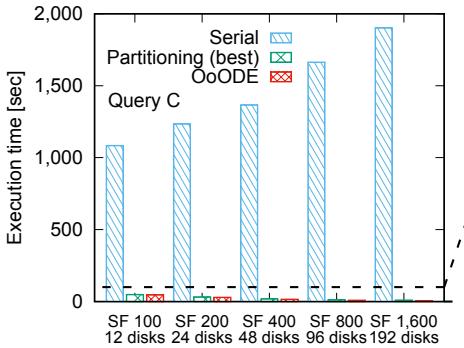 2,000
1,500
1,000
500
0
Execution time [sec]
Serial
Partitioning (best)
OoODE
Query C
SF 100 SF 200 SF 400 SF 800 SF 1,600
12 disks 24 disks 48 disks 96 disks 192 disks